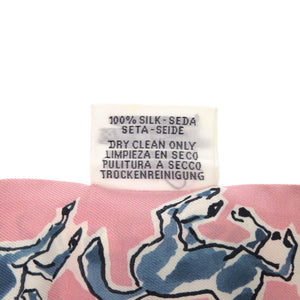 100% SILK-SEDA
SETA-SEIDE
DRY CLEAN ONLY
LIMPIEZA EN SECO
PULITURA A SECCO
TROCKENREINIGUNG